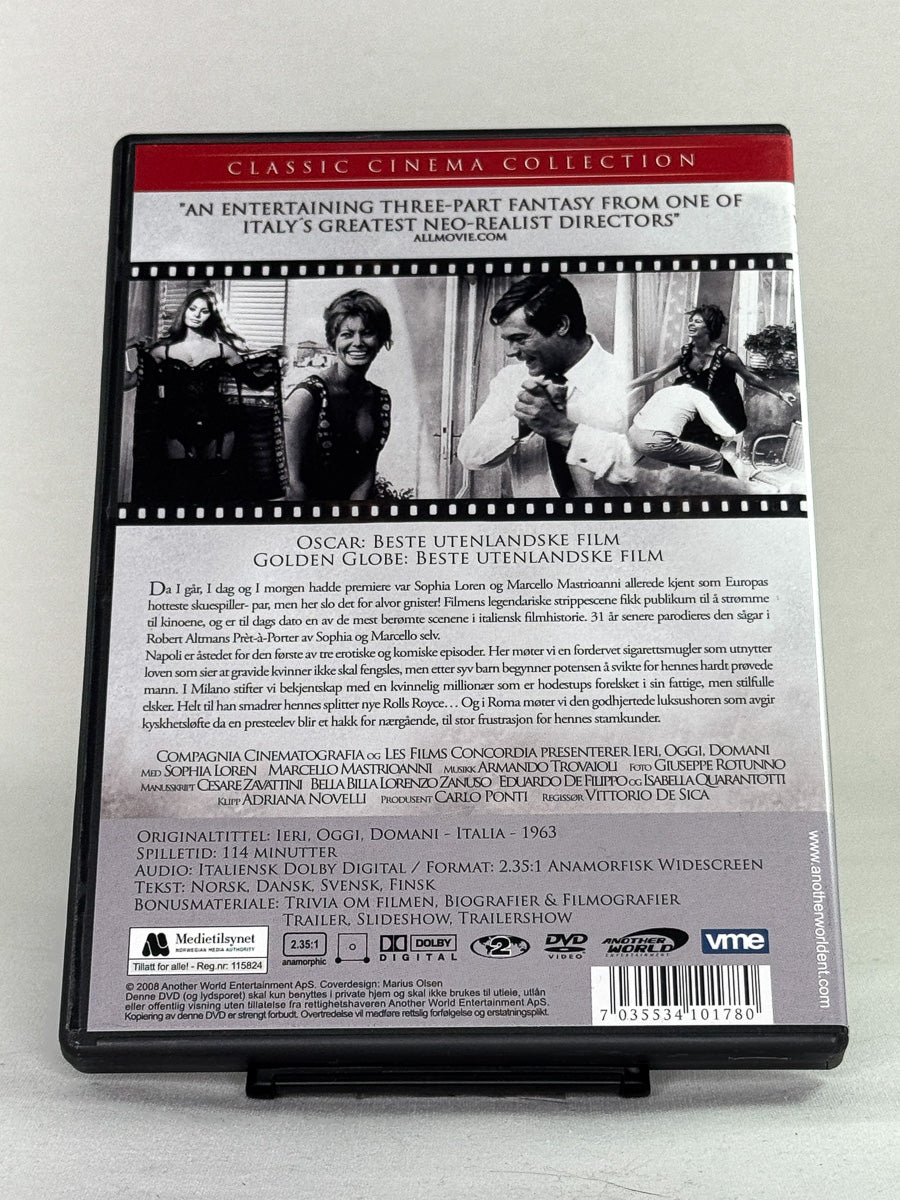 CLASSIC CINEMA COLLECTION
"AN ENTERTAINING THREE-PART FANTASY FROM ONE OF
ITALY´S GREATEST NEO-REALIST DIRECTORS"
ALLMOVIE.COM
OSCAR: BESTE UTENLANDSKE FILM
GOLDEN GLOBE: BESTE UTENLANDSKE FILM
Da I går, I dag og I morgen hadde premiere var Sophia Loren og Marcello Mastrioanni allerede kjent som Europas
hotteste skuespiller- par, men her slo det for alvor gnister! Filmens legendariske strippescene fikk publikum til å strømme
til kinoene, og er til dags dato en av de mest berømte scenene i italiensk filmhistorie. 31 år senere parodieres den sågar i
Robert Altmans Prèt-à-Porter av Sophia og Marcello selv.
Napoli er åstedet for den første av tre erotiske og komiske episoder. Her møter vi en fordervet sigarettsmugler som utnytter
loven som sier at gravide kvinner ikke skal fengsles, men etter syv barn begynner potensen å svikte for hennes hardt prøvede
mann. I Milano stifter vi bekjentskap med en kvinnelig millionær som er hodestups forelsket i sin fattige, men stilfulle
elsker. Helt til han smadrer hennes splitter nye Rolls Royce… Og i Roma møter vi den godhjertede luksushoren som avgir
kyskhetsløfte da en presteelev blir et hakk for nærgående, til stor frustrasjon for hennes stamkunder.
COMPAGNIA CINEMATOGRAFIA OG LES FILMS CONCORDIA PRESENTERER IERI, OGGI, DOMANI
MED SOPHIA LOREN MARCELLO MASTRIOANNI MUSIKK ARMANDO TROVAIOLI FOTO GIUSEPPE ROTUNNO
MANUSSKRIPT CESARE ZAVATTINI BELLA BILLA LORENZO ZANUSO EDUARDO DE FILIPPO OG ISABELLA QUARANTOTTI
KLIPP ADRIANA NOVELLI PRODUSENT CARLO PONTI REGISSØR VITTORIO DE SICA
ORIGINALTITTEL: IERI, OGGI, DOMANI - ITALIA - 1963
SPILLETID: 114 MINUTTER
AUDIO: ITALIENSK DOLBY DIGITAL / FORMAT: 2.35:1 ANAMORFISK WIDESCREEN
TEKST: NORSK, DANSK, SVENSK, FINSK
BONUSMATERIALE: TRIVIA OM FILMEN, BIOGRAFIER & FILMOGRAFIER
TRAILER, SLIDESHOW, TRAILERSHOW
Medietilsynet
NORWEGIAN MEDIA AUTHORITY
Tillatt for alle! - Reg.nr: 115824
2.35:1
anamorphic
DOLBY
DIGITAL
2
DVD
VIDEO
ANOTHER
WORLD
ENTERTAINMENT
vme
© 2008 Another World Entertainment ApS. Coverdesign: Marius Olsen
Denne DVD (og lydsporet) skal kun benyttes i private hjem og skal ikke brukes til utleie, utlån
eller offentlig visning uten tillatelse fra rettighetshaveren Another World Entertainment ApS.
Kopiering av denne DVD er strengt forbudt. Overtredelse vil medføre rettslig forfølgelse og erstatningsplikt.
7 035534 101780
www.anotherworldent.com